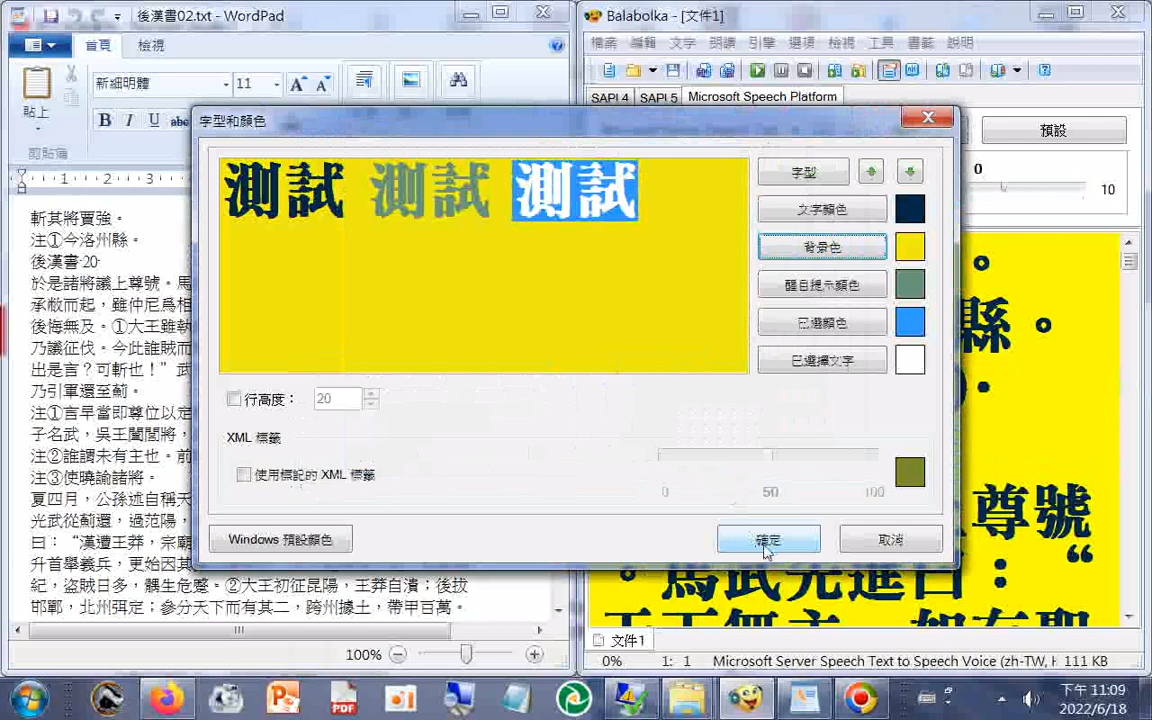 後漢書02.txt - WordPad
首頁
檢視
貼上
剪貼簿
新細明體
11
B I U abc
1 2 3
斬其將賈強。
注①今洛州縣。
後漢書·20·
於是諸將議上尊號。馬
承敝而起，雖仲尼爲相
後悔無及。①大王雖執
乃議征伐。今此誰賊而
出是言？可斬也！”武
乃引軍還至薊。
注①言早當即尊位以定
子名武，吳王闔閭將，
注②誰謂未有主也。前
注③使曉諭諸將。
夏四月，公孫述自稱天
光武從薊還，過范陽，
曰：“漢遭王莽，宗廟
升首舉義兵，更始因其
紀，盜賊日多，髃生危蹙。②大王初征昆陽，王莽自潰；後拔
邯鄲，北州弭定；參分天下而有其二，跨州據土，帶甲百萬。
100%
Balabolka - [文件1]
檔案 編輯 文字 朗讀 引擎 選項 檢視 工具 書籤 說明
SAPI 4
SAPI 5
Microsoft Speech Platform
預設
0
10
。
縣。
尊號
。馬武先進曰：“
文件1
0%
1: 1
Microsoft Server Speech Text to Speech Voice (zh-TW, H
111 KB
字型和顏色
測試 測試 測試
字型
文字顏色
背景色
醒目提示顏色
已選顏色
已選擇文字
行高度：
20
XML 標籤
使用標記的 XML 標籤
0
50
100
Windows 預設顏色
確定
取消
下午 11:09
2022/6/18